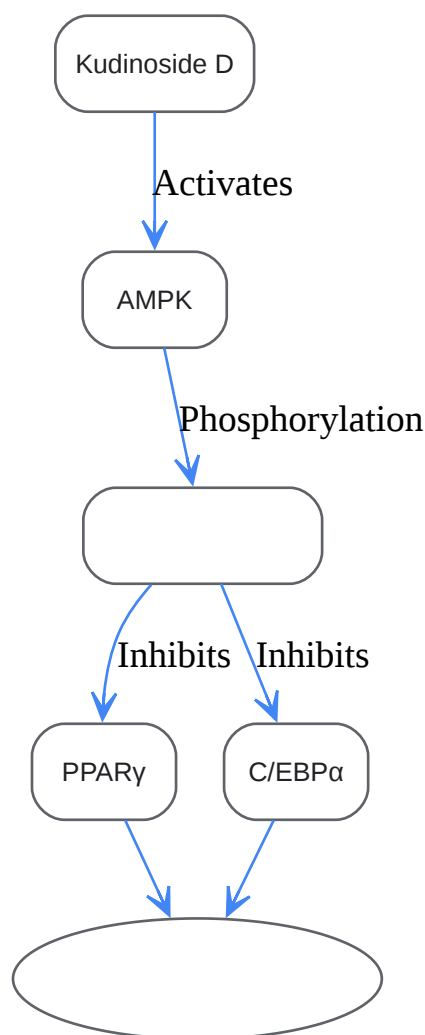 Kudinoside D
Activates
AMPK
Phosphorylation
Inhibits
Inhibits
PPARγ
C/EBPα